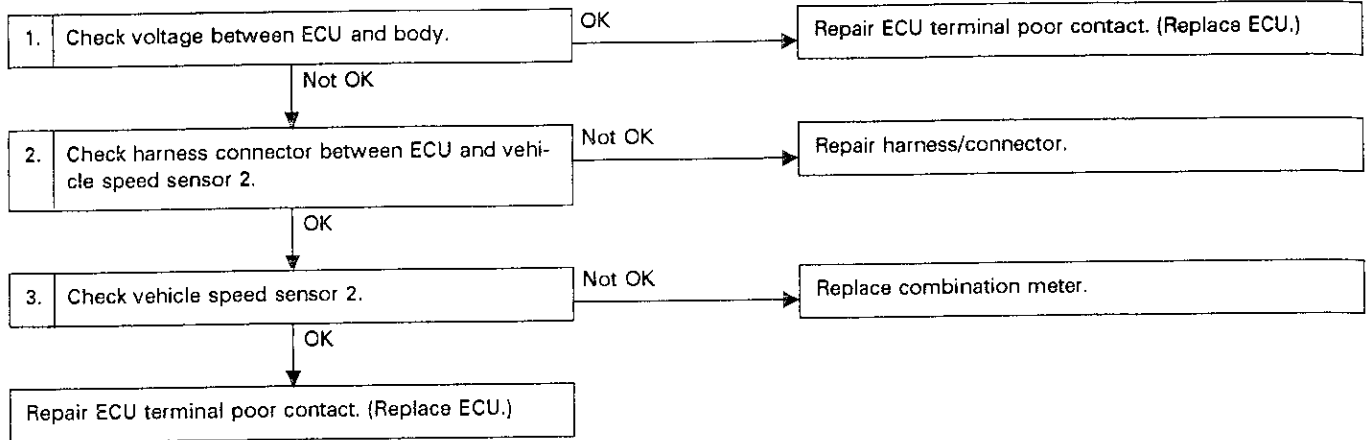 1. Check voltage between ECU and body.
OK
Repair ECU terminal poor contact. (Replace ECU.)
Not OK
2. Check harness connector between ECU and vehi-
cle speed sensor 2.
Not OK
Repair harness/connector.
OK
3. Check vehicle speed sensor 2.
Not OK
Replace combination meter.
OK
Repair ECU terminal poor contact. (Replace ECU.)